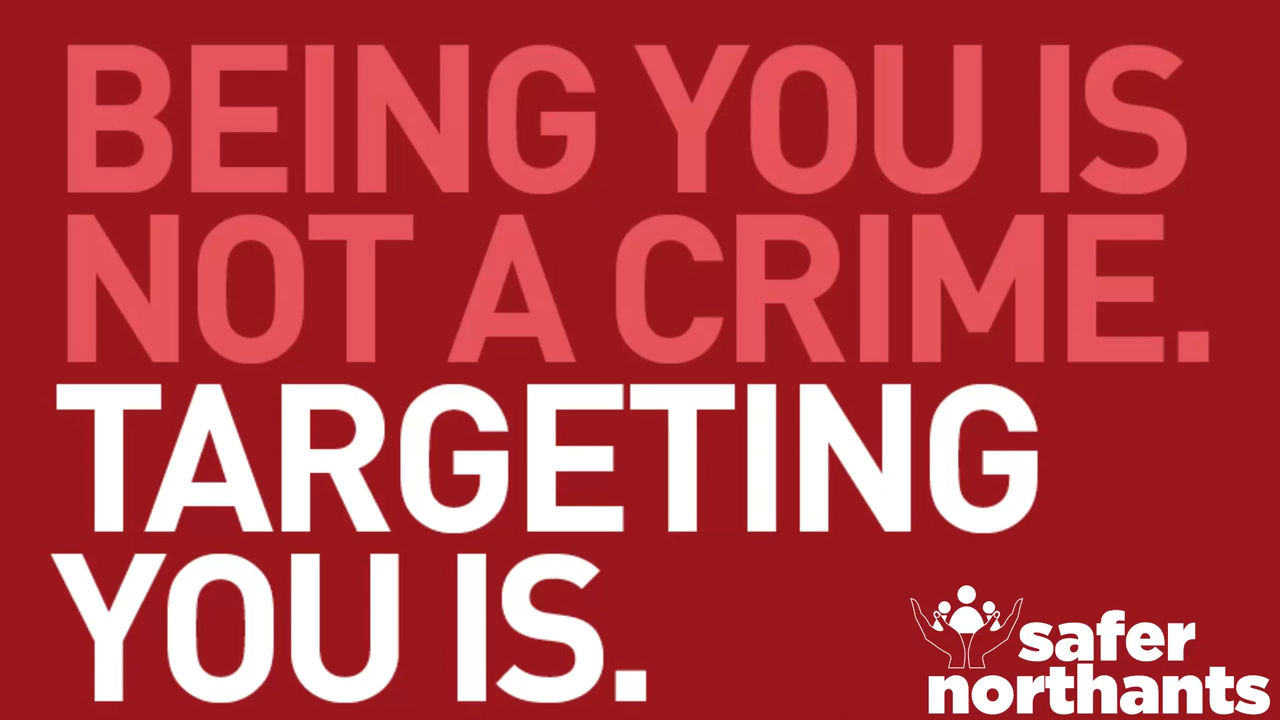 BEING YOU IS
NOT A CRIME.
TARGETING
YOU IS.
safer
northants